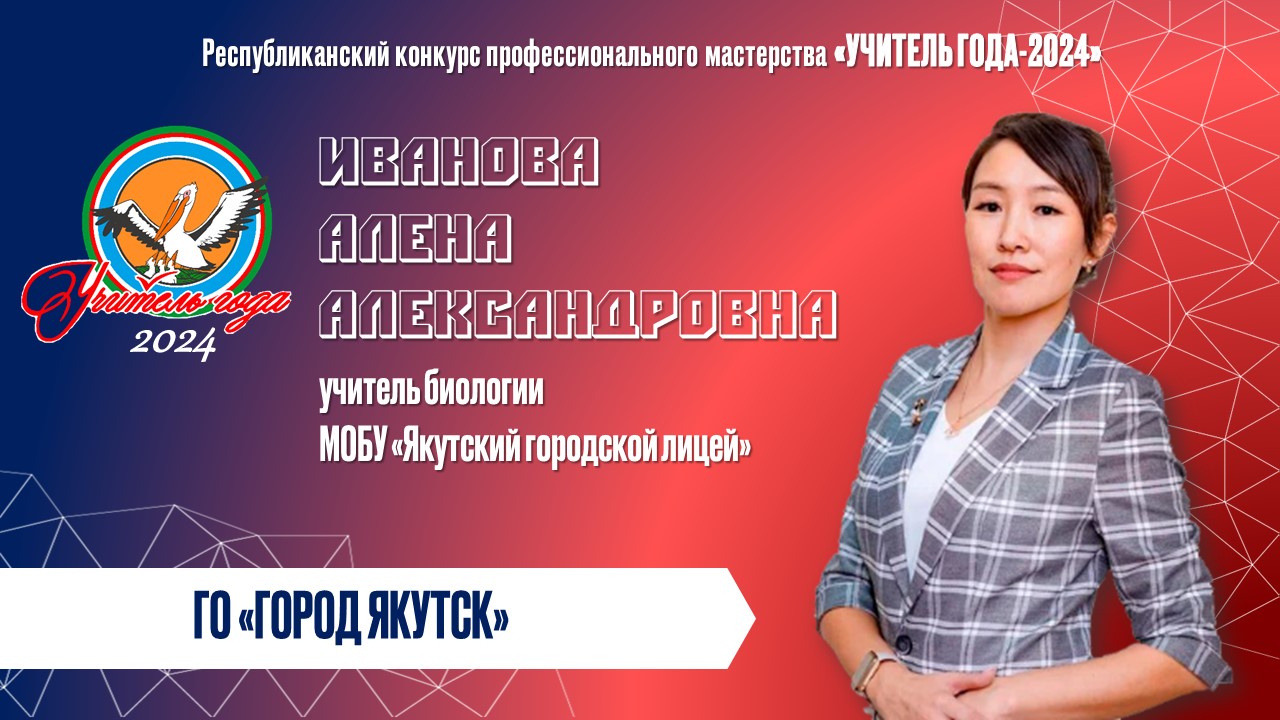 Республиканский конкурс профессионального мастерства «УЧИТЕЛЬ ГОДА-2024»
ИВАНОВА
АЛЕНА
АЛЕКСАНДРОВНА
Учитель года
2024
учитель биологии
МОБУ «Якутский городской лицей»
ГО «ГОРОД ЯКУТСК»